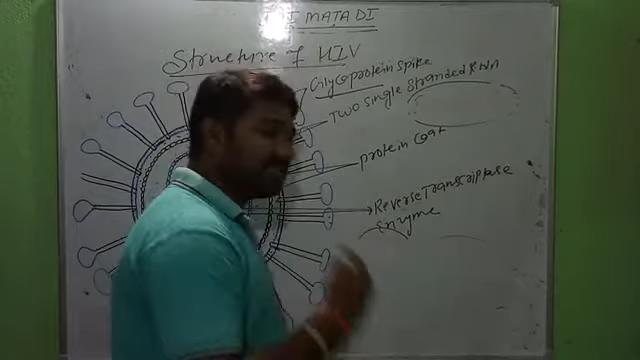 MATA DI
Structure of HIV
Glycoprotein Spike
Two single stranded RNA
protein coat
Reverse Transcriptase
Enzyme